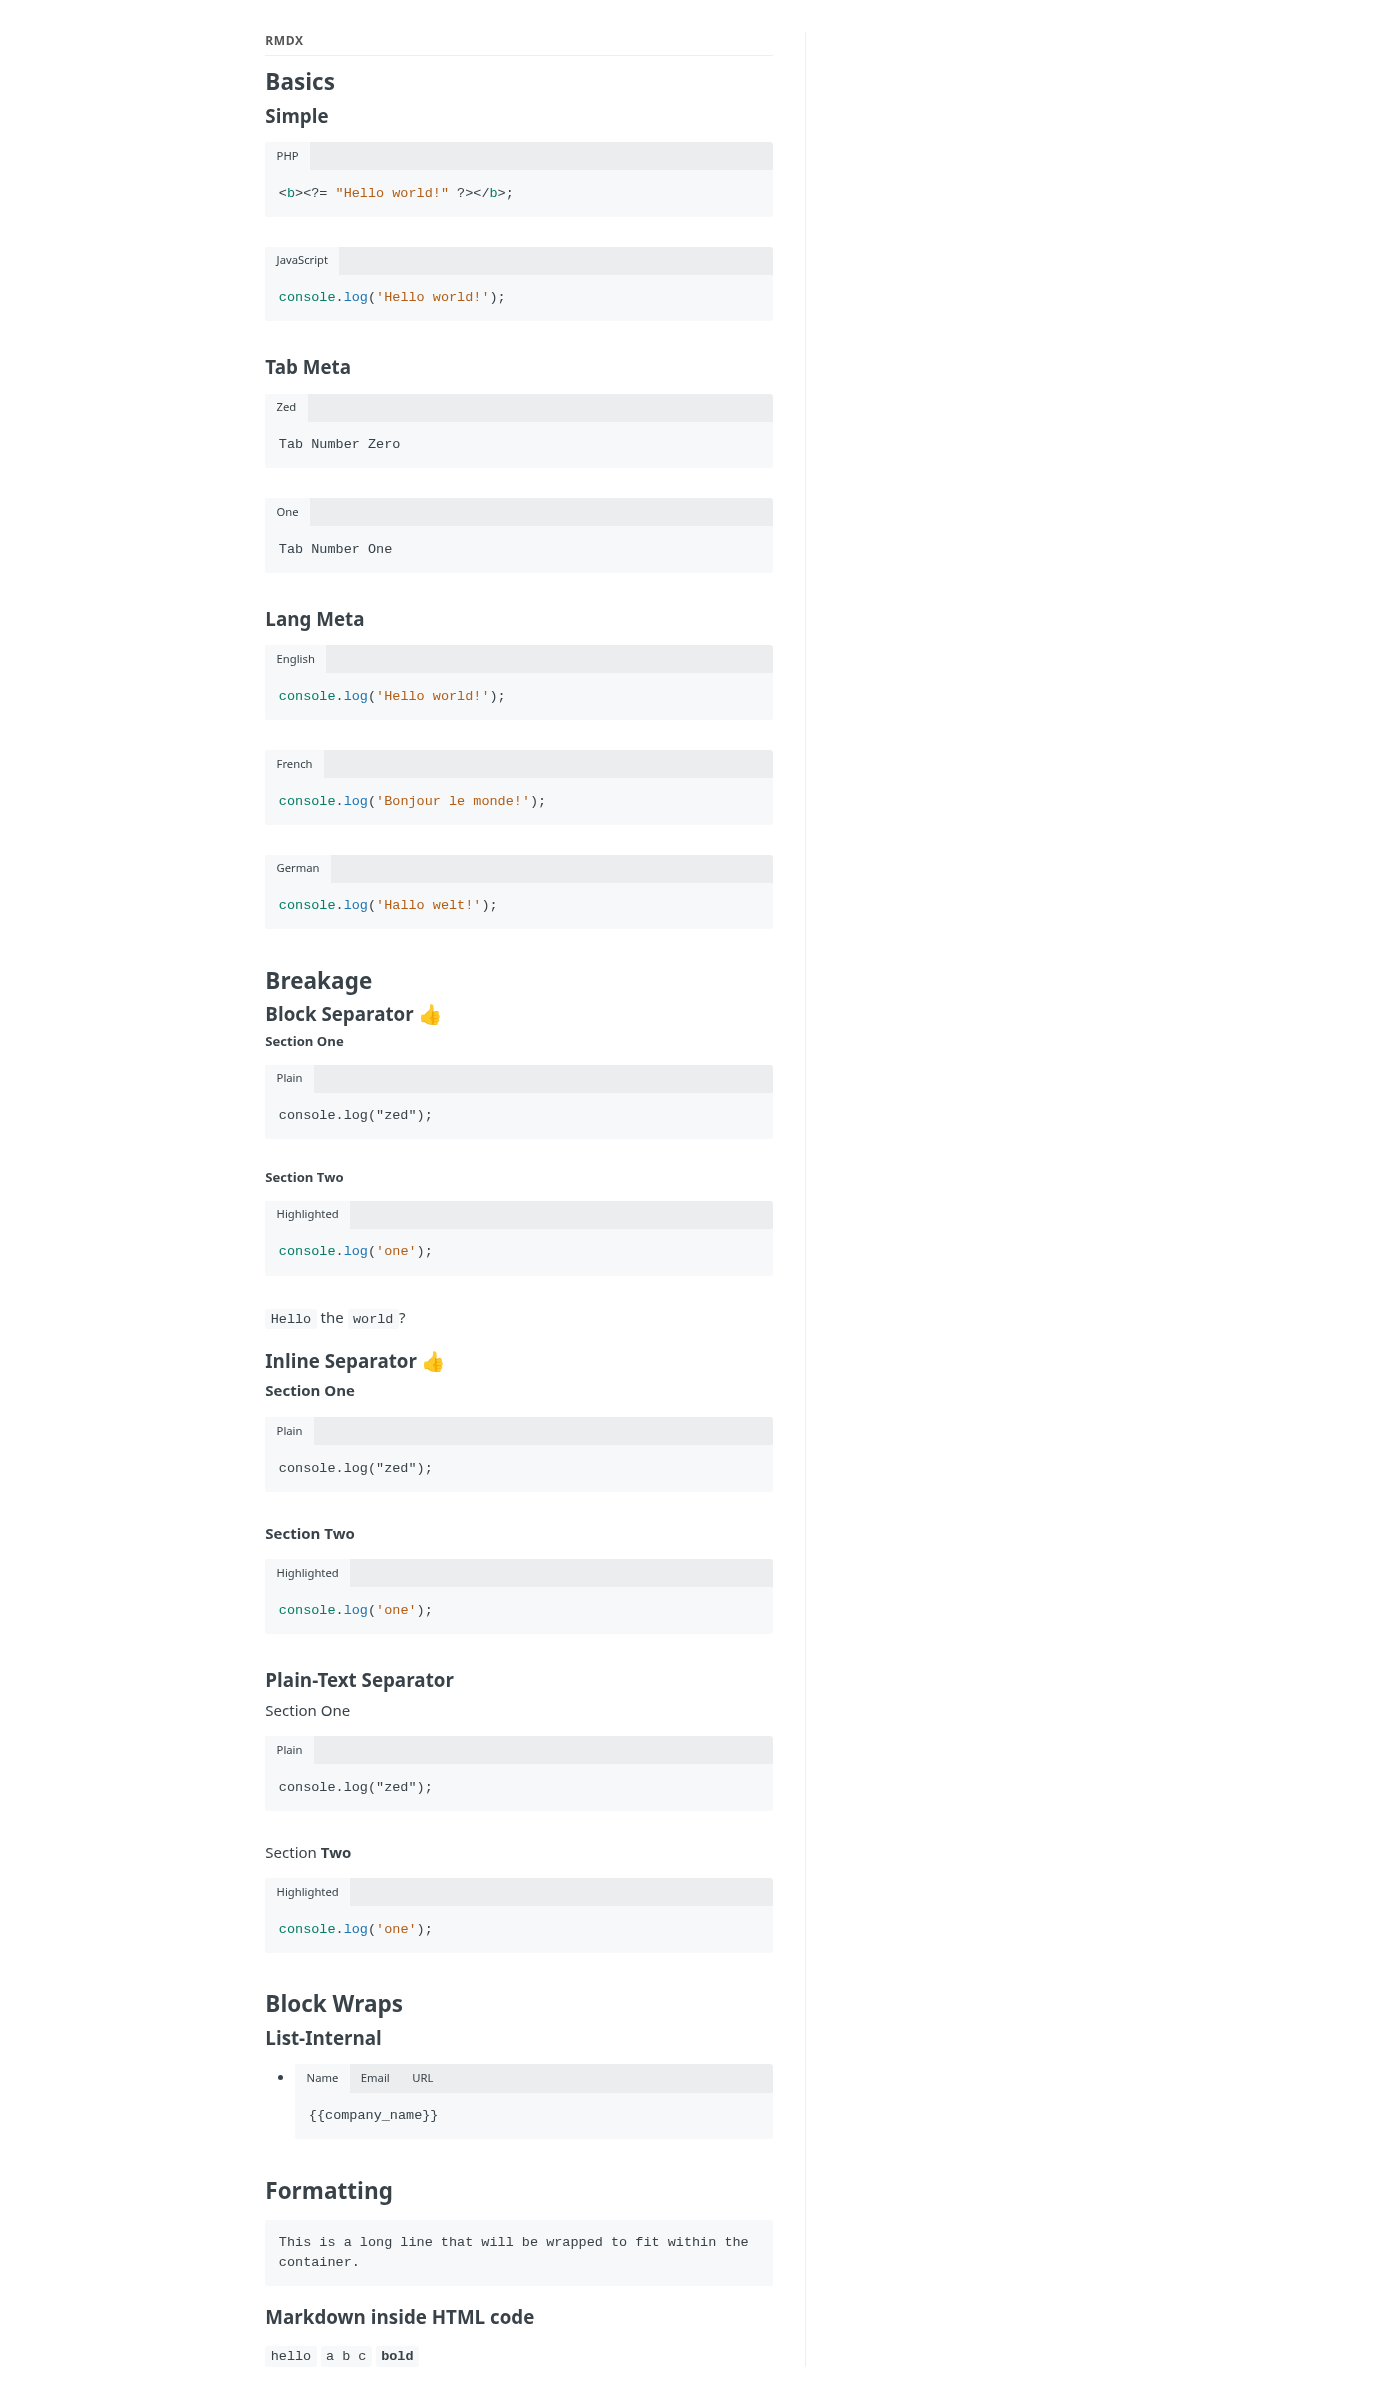 RMDX
Basics
Simple
PHP
<b><?= "Hello world!" ?></b>;
JavaScript
console.log('Hello world!');
Tab Meta
Zed
Tab Number Zero
One
Tab Number One
Lang Meta
English
console.log('Hello world!');
French
console.log('Bonjour le monde!');
German
console.log('Hallo welt!');
Breakage
Block Separator 👍
Section One
Plain
console.log("zed");
Section Two
Highlighted
console.log('one');
Hello the world?
Inline Separator 👍
Section One
Plain
console.log("zed");
Section Two
Highlighted
console.log('one');
Plain-Text Separator
Section One
Plain
console.log("zed");
Section Two
Highlighted
console.log('one');
Block Wraps
List-Internal
Name Email URL
{{company_name}}
Formatting
This is a long line that will be wrapped to fit within the
container.
Markdown inside HTML code
hello a b c bold